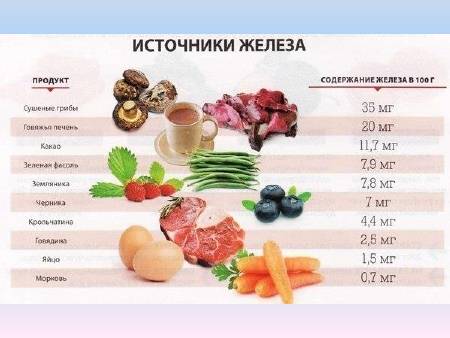 ИСТОЧНИКИ ЖЕЛЕЗА
ПРОДУКТ СОДЕРЖАНИЕ ЖЕЛЕЗА В 100 Г
Сушеные грибы 35 мг
Говяжья печень 20 мг
Какао 11,7 мг
Зеленая фасоль 7,9 мг
Земляника 7,8 мг
Черника 7 мг
Крольчатина 4,4 мг
Говядина 2,5 мг
Яйцо 1,5 мг
Морковь 0,7 мг